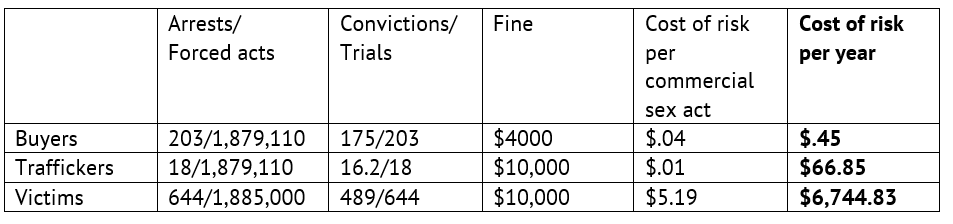 Arrests/ Forced acts Convictions/ Trials Fine Cost of risk per commercial sex act Cost of risk per year
Buyers 203/1,879,110 175/203 $4000 $.04 $.45
Traffickers 18/1,879,110 16.2/18 $10,000 $.01 $66.85
Victims 644/1,885,000 489/644 $10,000 $5.19 $6,744.83